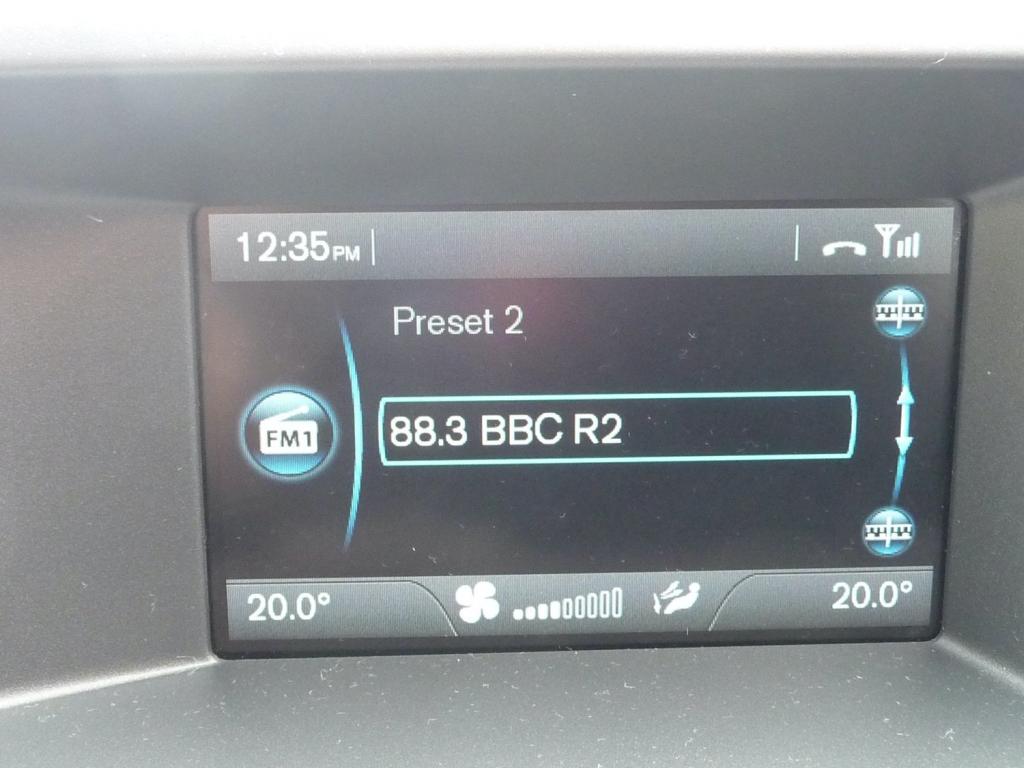 12:35PM
Preset 2
FM1
88.3 BBC R2
20.0° 20.0°